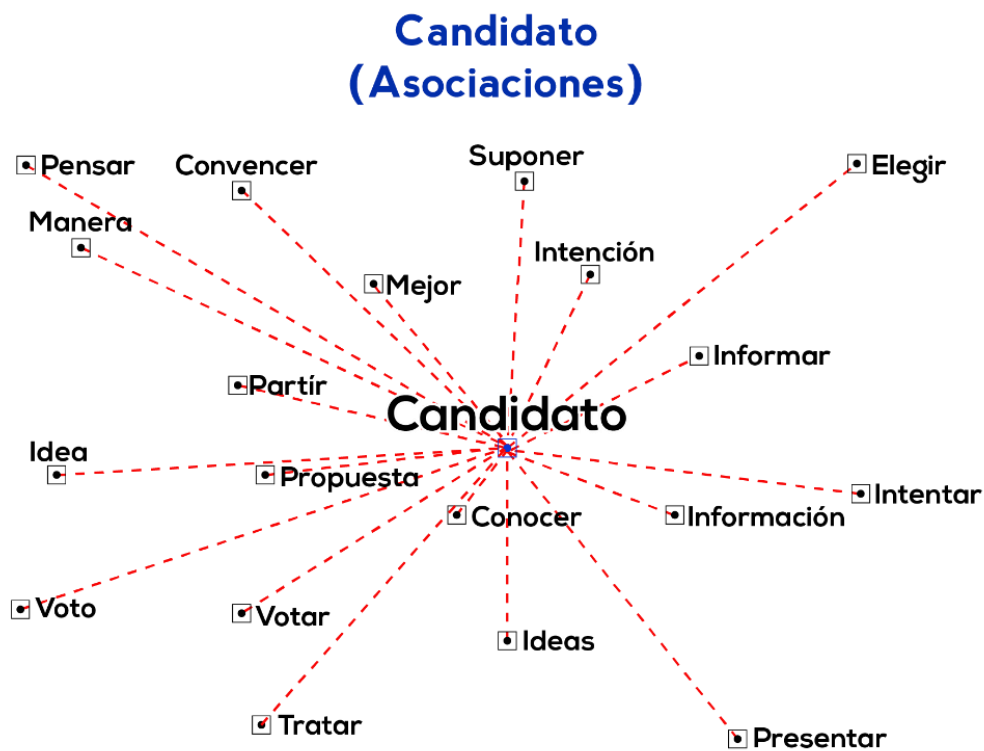 Candidato
(Asociaciones)
Pensar
Convencer
Suponer
Elegir
Manera
Intención
Mejor
Informar
Partír
Candidato
Idea
Propuesta
Intentar
Conocer
Información
Voto
Votar
Ideas
Tratar
Presentar